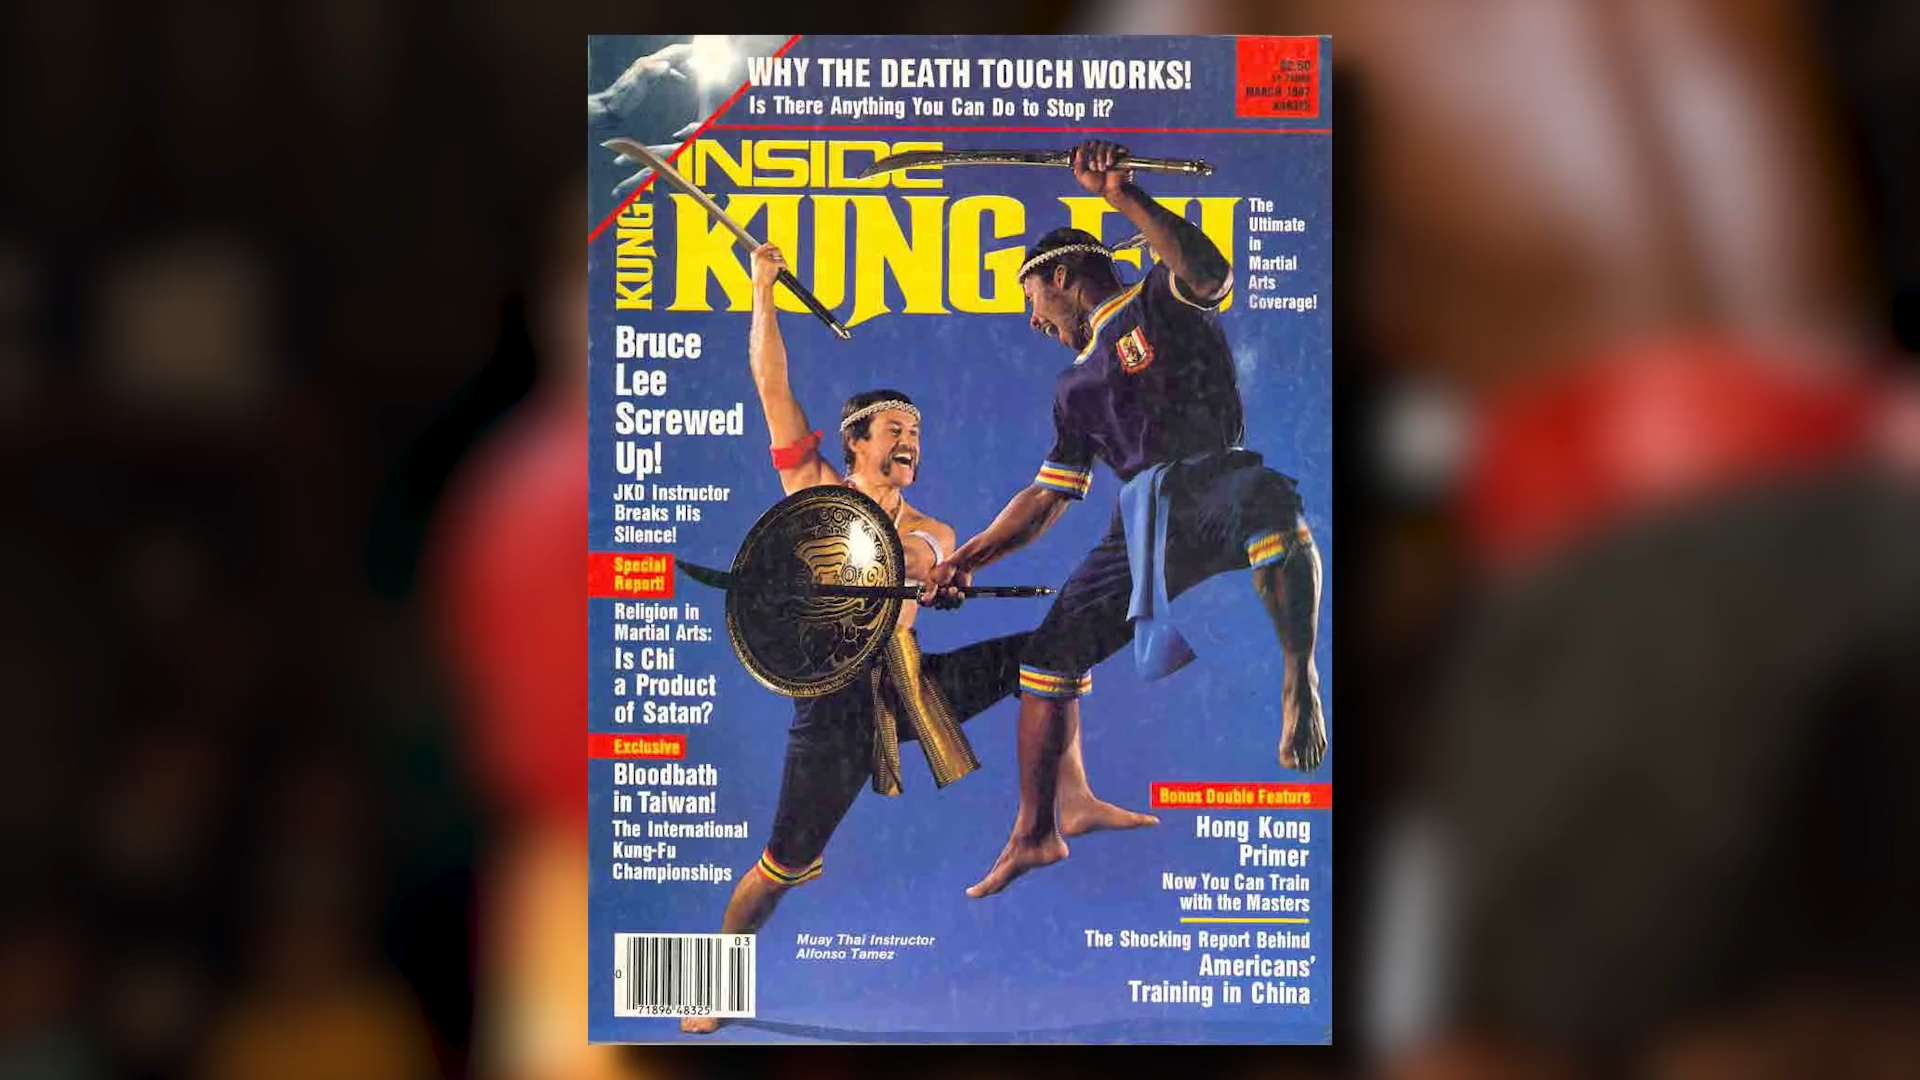 WHY THE DEATH TOUCH WORKS!
Is There Anything You Can Do to Stop it?
$2.50
MARCH 1987
INSIDE
KUNG-FU
KUNG-
The
Ultimate
in
Martial
Arts
Coverage!
Bruce
Lee
Screwed
Up!
JKD Instructor
Breaks His
Silence!
Special
Report!
Religion in
Martial Arts:
Is Chi
a Product
of Satan?
Exclusive
Bloodbath
in Taiwan!
The International
Kung-Fu
Championships
Bonus Double Feature
Hong Kong
Primer
Now You Can Train
with the Masters
The Shocking Report Behind
Americans'
Training in China
Muay Thai Instructor
Alfonso Tamez
03
0
71896 48325